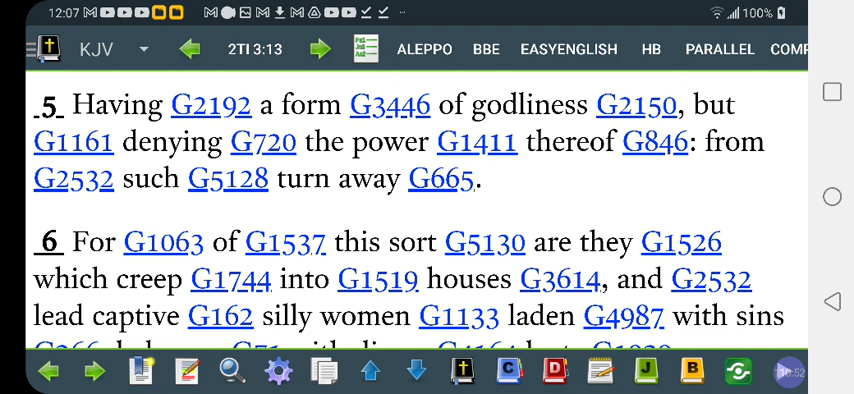 12:07 100%
KJV 2TI 3:13 ALEPPO BBE EASYENGLISH HB PARALLEL
5 Having G2192 a form G3446 of godliness G2150, but
G1161 denying G720 the power G1411 thereof G846: from
G2532 such G5128 turn away G665.
6 For G1063 of G1537 this sort G5130 are they G1526
which creep G1744 into G1519 houses G3614, and G2532
lead captive G162 silly women G1133 laden G4987 with sins
C D J B